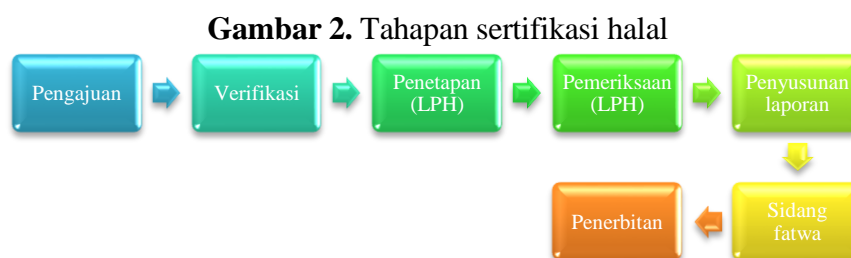 Gambar 2. Tahapan sertifikasi halal
Pengajuan
Verifikasi
Penetapan
(LPH)
Pemeriksaan
(LPH)
Penyusunan
laporan
Sidang
fatwa
Penerbitan